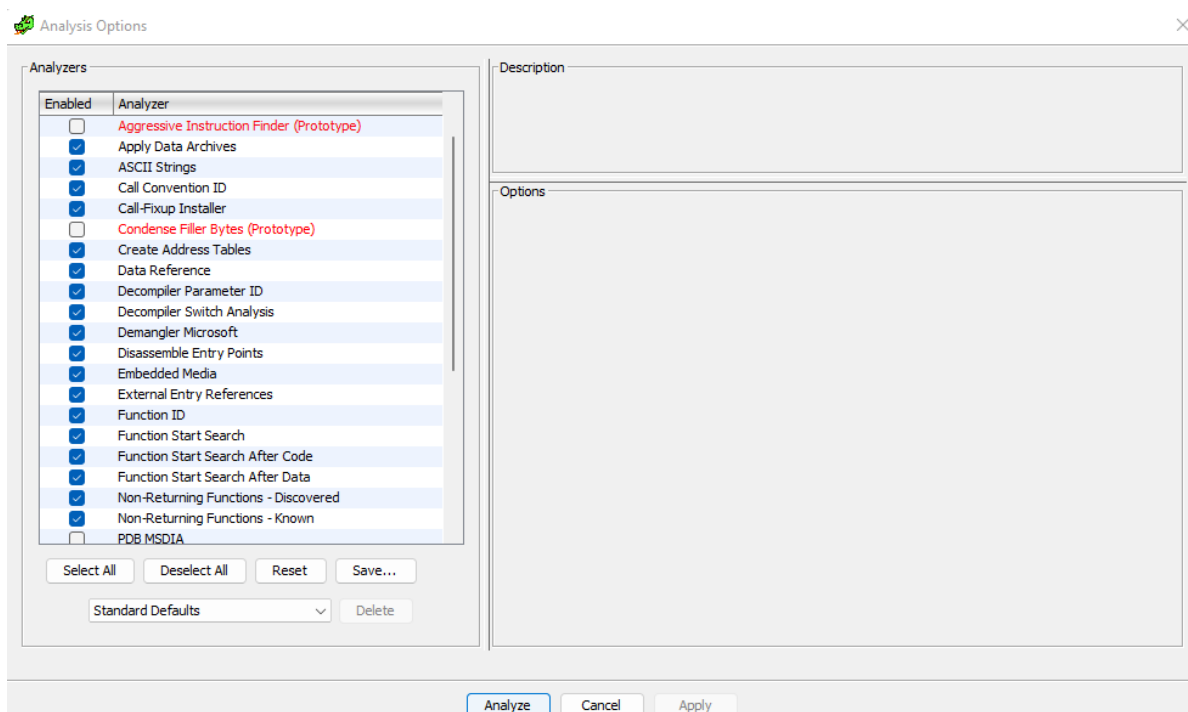 Analysis Options
Analyzers
Enabled Analyzer
Aggressive Instruction Finder (Prototype)
Apply Data Archives
ASCII Strings
Call Convention ID
Call-Fixup Installer
Condense Filler Bytes (Prototype)
Create Address Tables
Data Reference
Decompiler Parameter ID
Decompiler Switch Analysis
Demangler Microsoft
Disassemble Entry Points
Embedded Media
External Entry References
Function ID
Function Start Search
Function Start Search After Code
Function Start Search After Data
Non-Returning Functions - Discovered
Non-Returning Functions - Known
PDB MSDIA
Select All Deselect All Reset Save...
Standard Defaults Delete
Description
Options
Analyze Cancel Apply